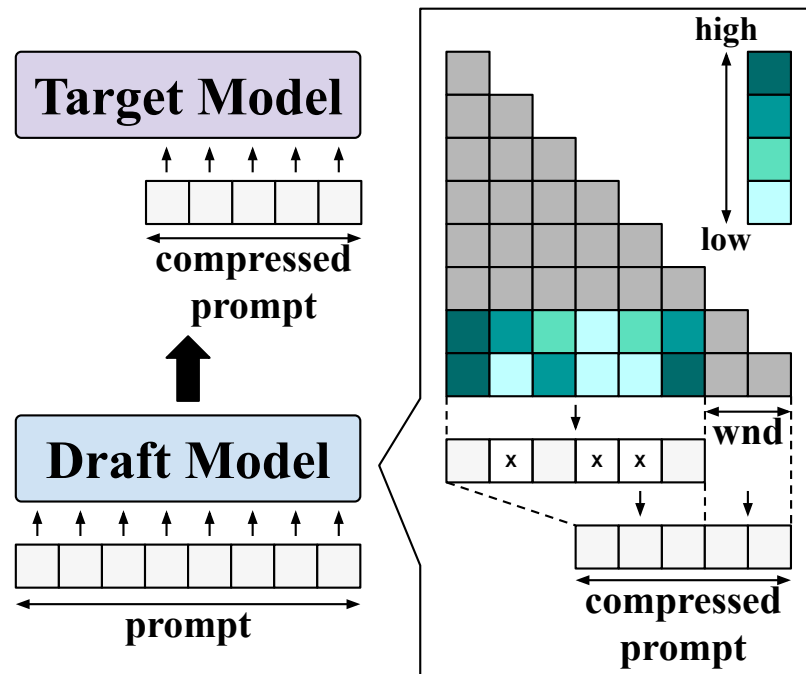 Target Model
compressed
prompt
Draft Model
prompt
high
low
wnd
x x x
compressed
prompt